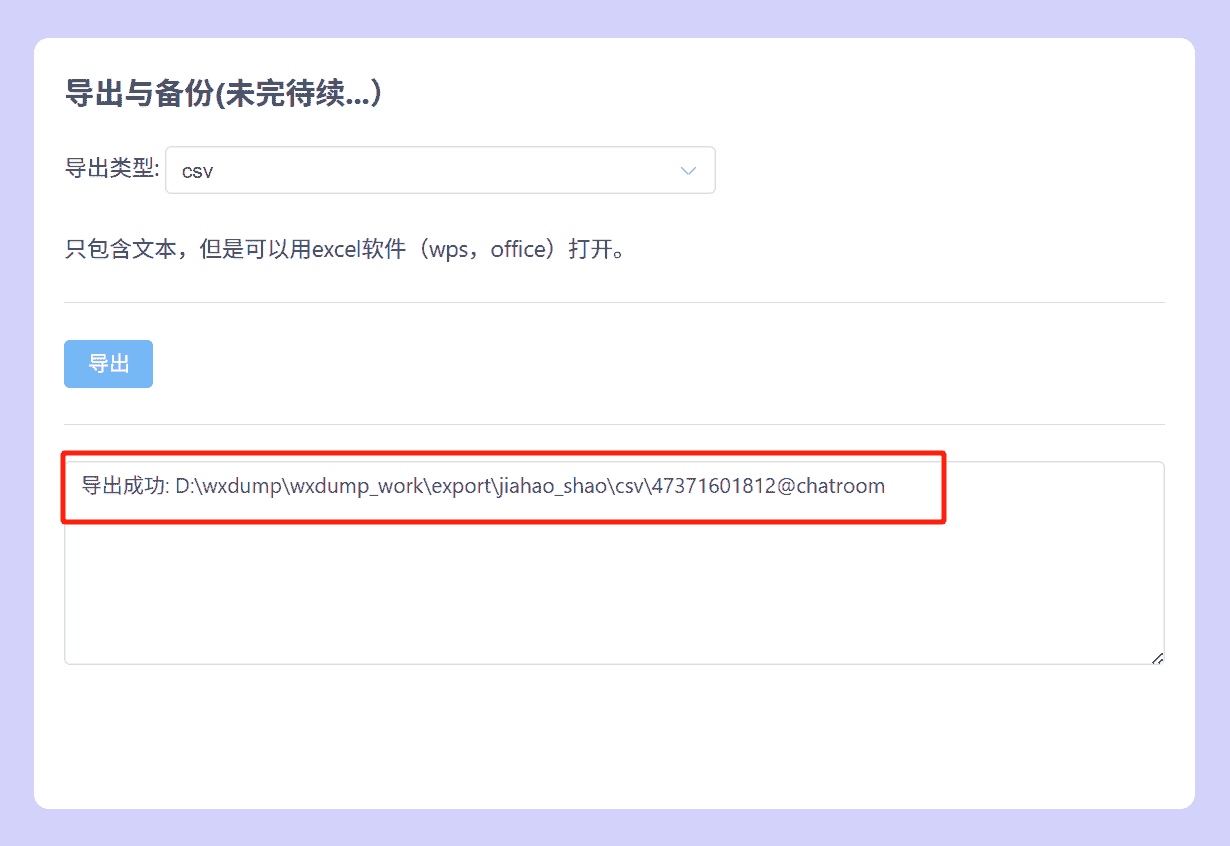 导出与备份(未完待续...）
导出类型: csv
只包含文本，但是可以用excel软件（wps，office）打开。
导出
导出成功: D:\wxdump\wxdump_work\export\jiahao_shao\csv\47371601812@chatroom